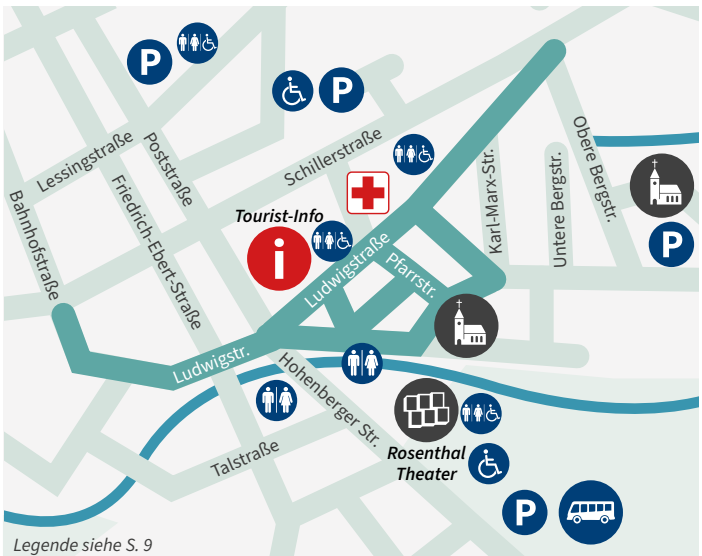 P
P
Lessingstraße
Poststraße
Schillerstraße
Obere Bergstr.
Bahnhofstraße
Friedrich-Ebert-Straße
Karl-Marx-Str.
Untere Bergstr.
Tourist-Info
i
Ludwigstraße
Pfarrstr.
P
Ludwigstr.
Hohenberger Str.
Talstraße
Rosenthal
Theater
P
Legende siehe S. 9